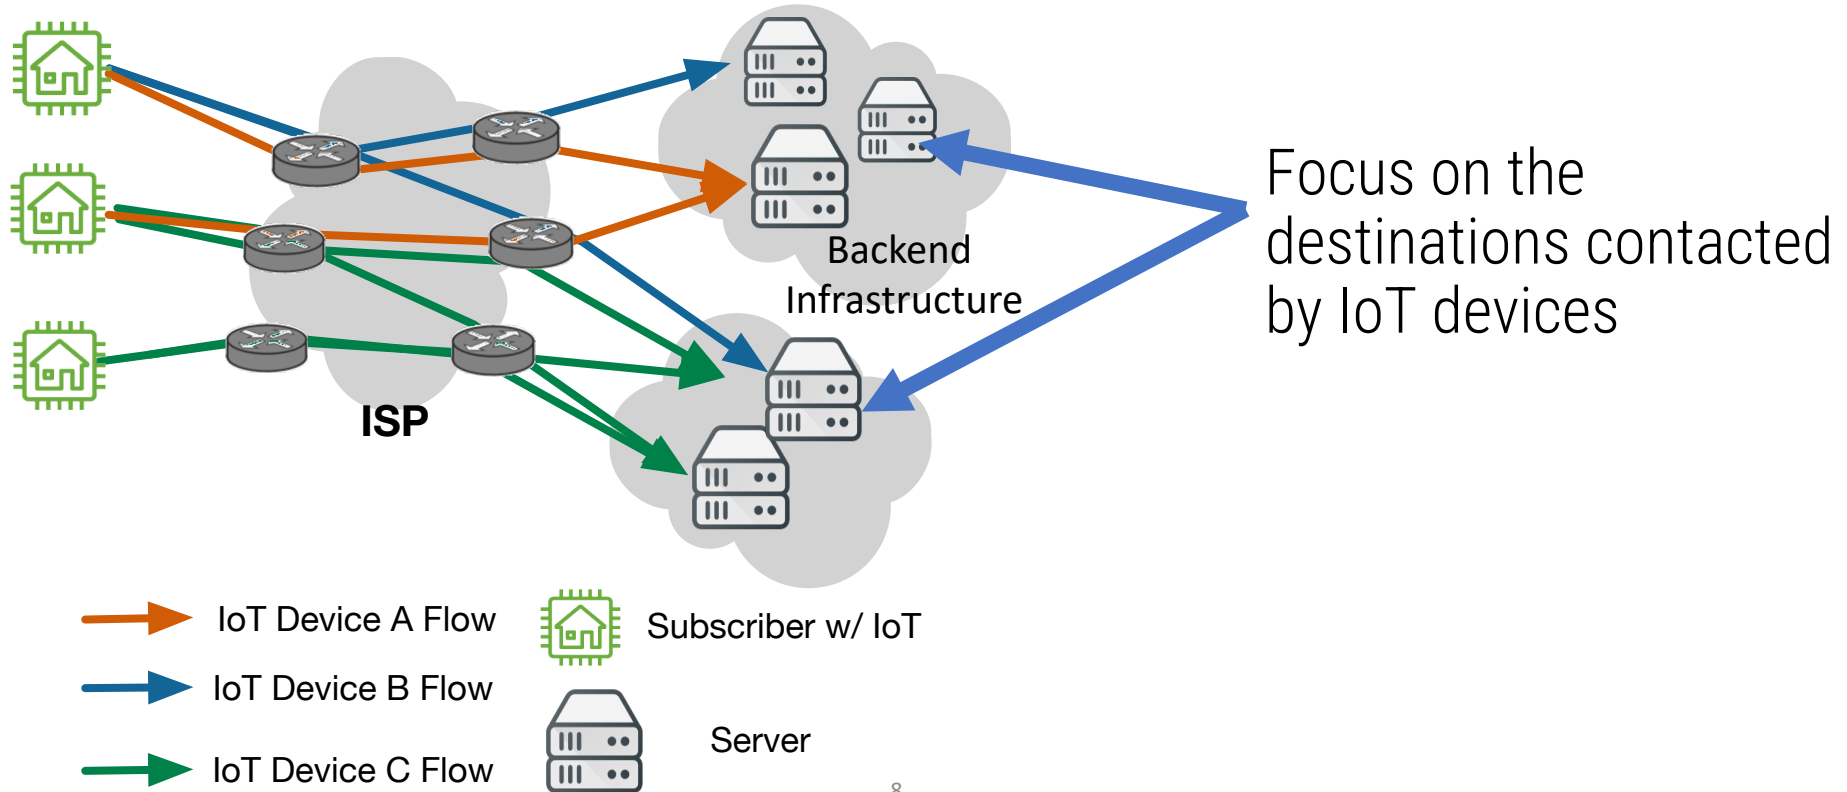 Focus on the
destinations contacted
by IoT devices
Backend
Infrastructure
ISP
IoT Device A Flow
Subscriber w/ IoT
IoT Device B Flow
Server
IoT Device C Flow
8